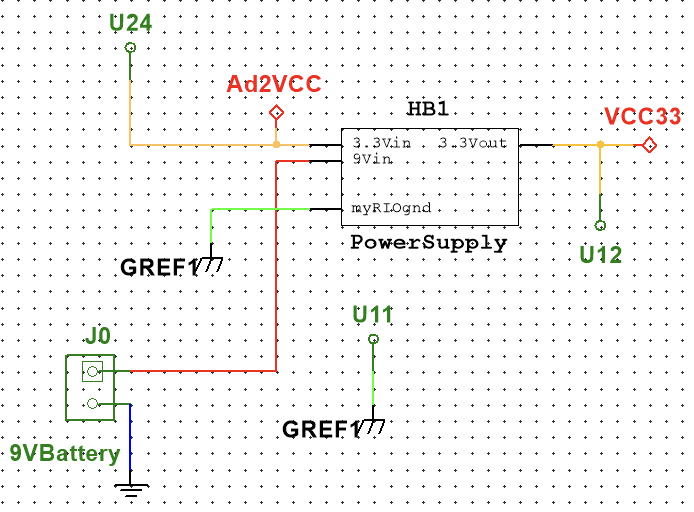 U24
Ad2VCC
HB1
VCC33
3.3Vin
3.3Vout
9Vin
myRIOgnd
PowerSupply
GREF1
U12
U11
J0
GREF1
9VBattery